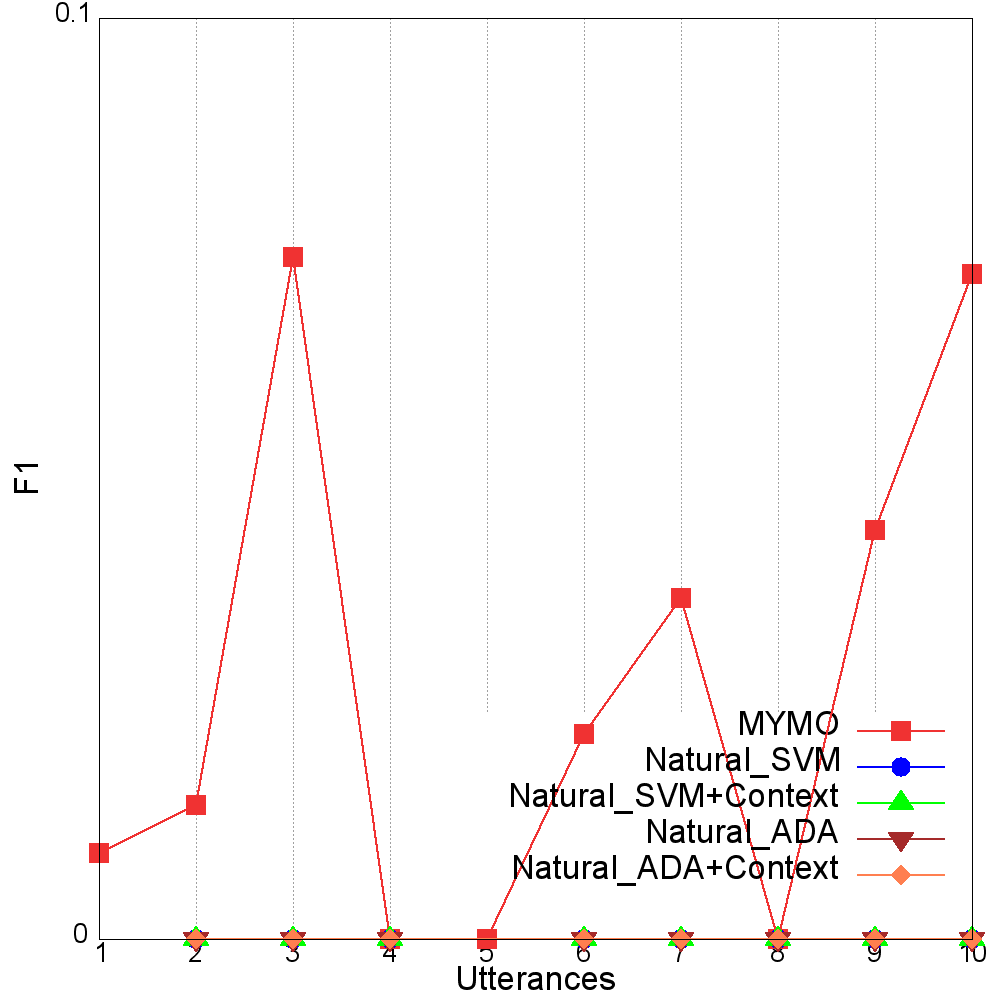 0.1
F1
MYMO
Natural_SVM
Natural_SVM+Context
Natural_ADA
Natural_ADA+Context
0
1 2 3 4 5 6 7 8 9 10
Utterances